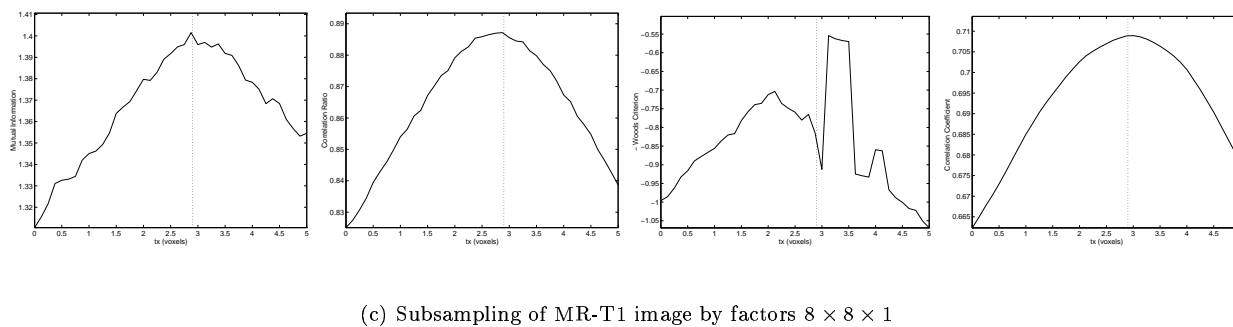 1.41
1.4
1.39
1.38
1.37
1.36
1.35
1.34
1.33
1.32
Mutual Information
0 0.5 1 1.5 2 2.5 3 3.5 4 4.5 5
tx (voxels)
0.89
0.88
0.87
0.86
0.85
0.84
0.83
Correlation Ratio
0 0.5 1 1.5 2 2.5 3 3.5 4 4.5 5
tx (voxels)
−0.55
−0.6
−0.65
−0.7
−0.75
−0.8
−0.85
−0.9
−0.95
−1
−1.05
− Woods Criterion
0 0.5 1 1.5 2 2.5 3 3.5 4 4.5 5
tx (voxels)
0.71
0.705
0.7
0.695
0.69
0.685
0.68
0.675
0.67
0.665
Correlation Coefficient
0 0.5 1 1.5 2 2.5 3 3.5 4 4.5
tx (voxels)
(c) Subsampling of MR-T1 image by factors 8 × 8 × 1